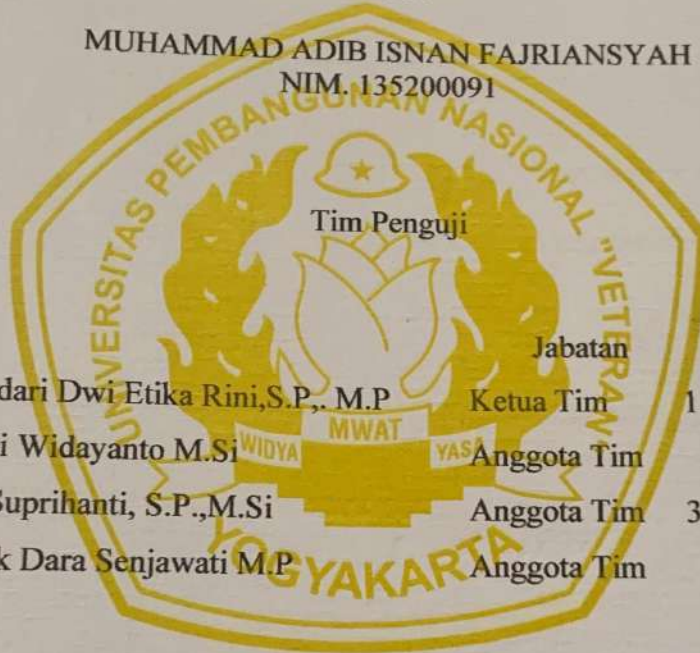 MUHAMMAD ADIB ISNAN FAJRIANSYAH
NIM. 135200091
UNIVERSITAS PEMBANGUNAN NASIONAL "VETERAN"
Tim Penguji
Jabatan
dari Dwi Etika Rini,S.P,. M.P Ketua Tim 1
i Widayanto M.Si Anggota Tim
Suprihanti, S.P.,M.Si Anggota Tim 3
k Dara Senjawati M.P Anggota Tim
WIDYA MWAT YASA
YOGYAKARTA